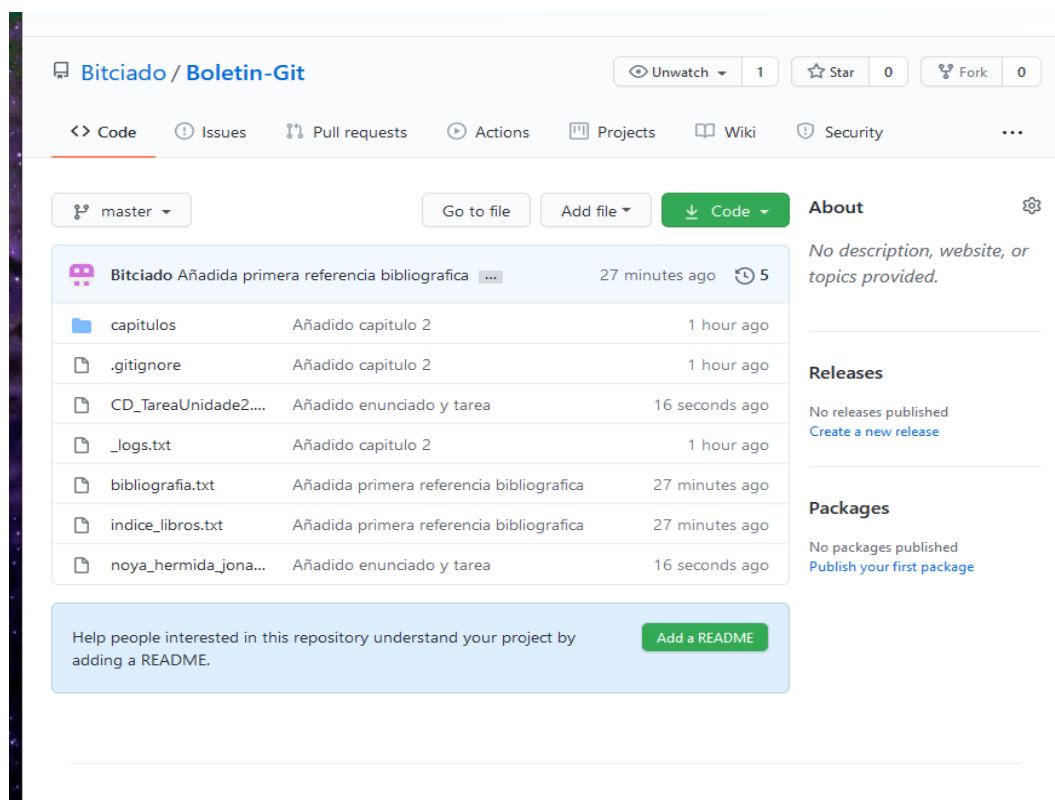 Bitciado / Boletin-Git
Unwatch 1 Star 0 Fork 0
Code Issues Pull requests Actions Projects Wiki Security ...
master Go to file Add file Code
Bitciado Añadida primera referencia bibliografica ... 27 minutes ago 5
capitulos Añadido capitulo 2 1 hour ago
.gitignore Añadido capitulo 2 1 hour ago
CD_TareaUnidade2.... Añadido enunciado y tarea 16 seconds ago
_logs.txt Añadido capitulo 2 1 hour ago
bibliografia.txt Añadida primera referencia bibliografica 27 minutes ago
indice_libros.txt Añadida primera referencia bibliografica 27 minutes ago
noya_hermida_jona... Añadido enunciado y tarea 16 seconds ago
Help people interested in this repository understand your project by
adding a README.
Add a README
About
No description, website, or
topics provided.
Releases
No releases published
Create a new release
Packages
No packages published
Publish your first package